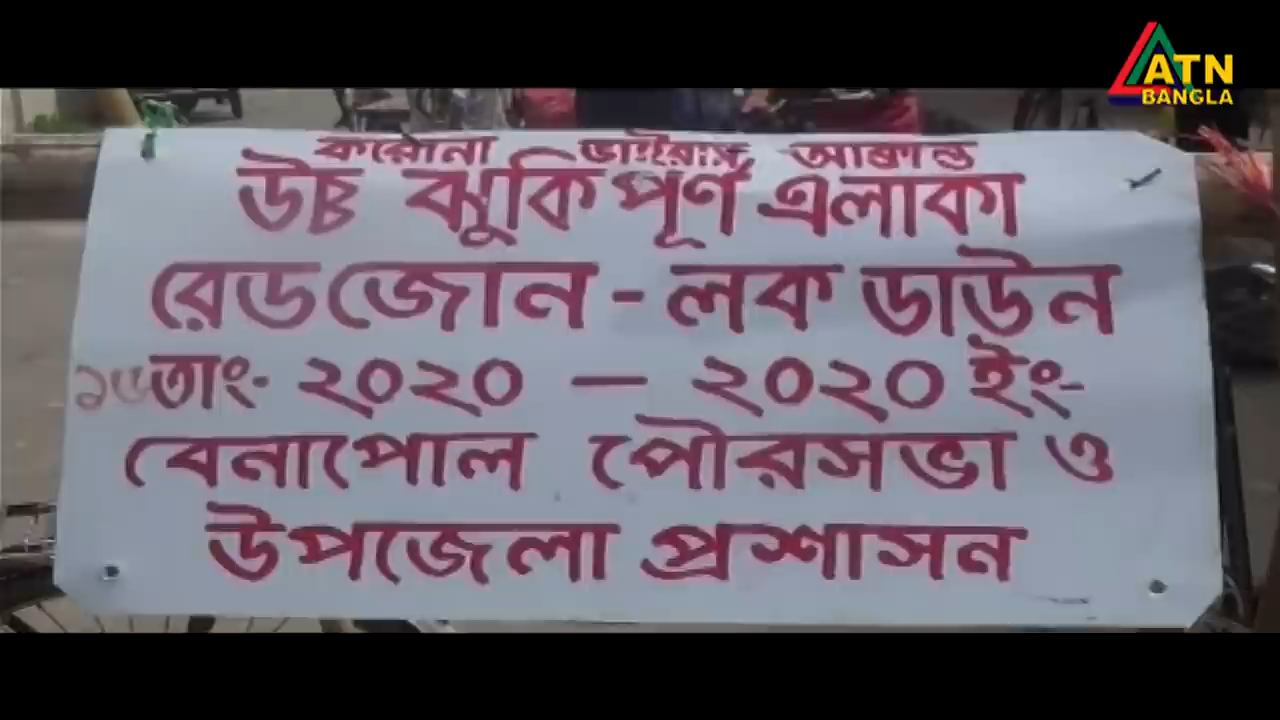 ATN
BANGLA
করোনা ভাইরাস আক্রান্ত
উচ্চ ঝুকিপূর্ণ এলাকা
রেডজোন - লক ডাউন
তাং- ২০২০ — ২০২০ ইং-
বেনাপোল পৌরসভা ও
উপজেলা প্রশাসন